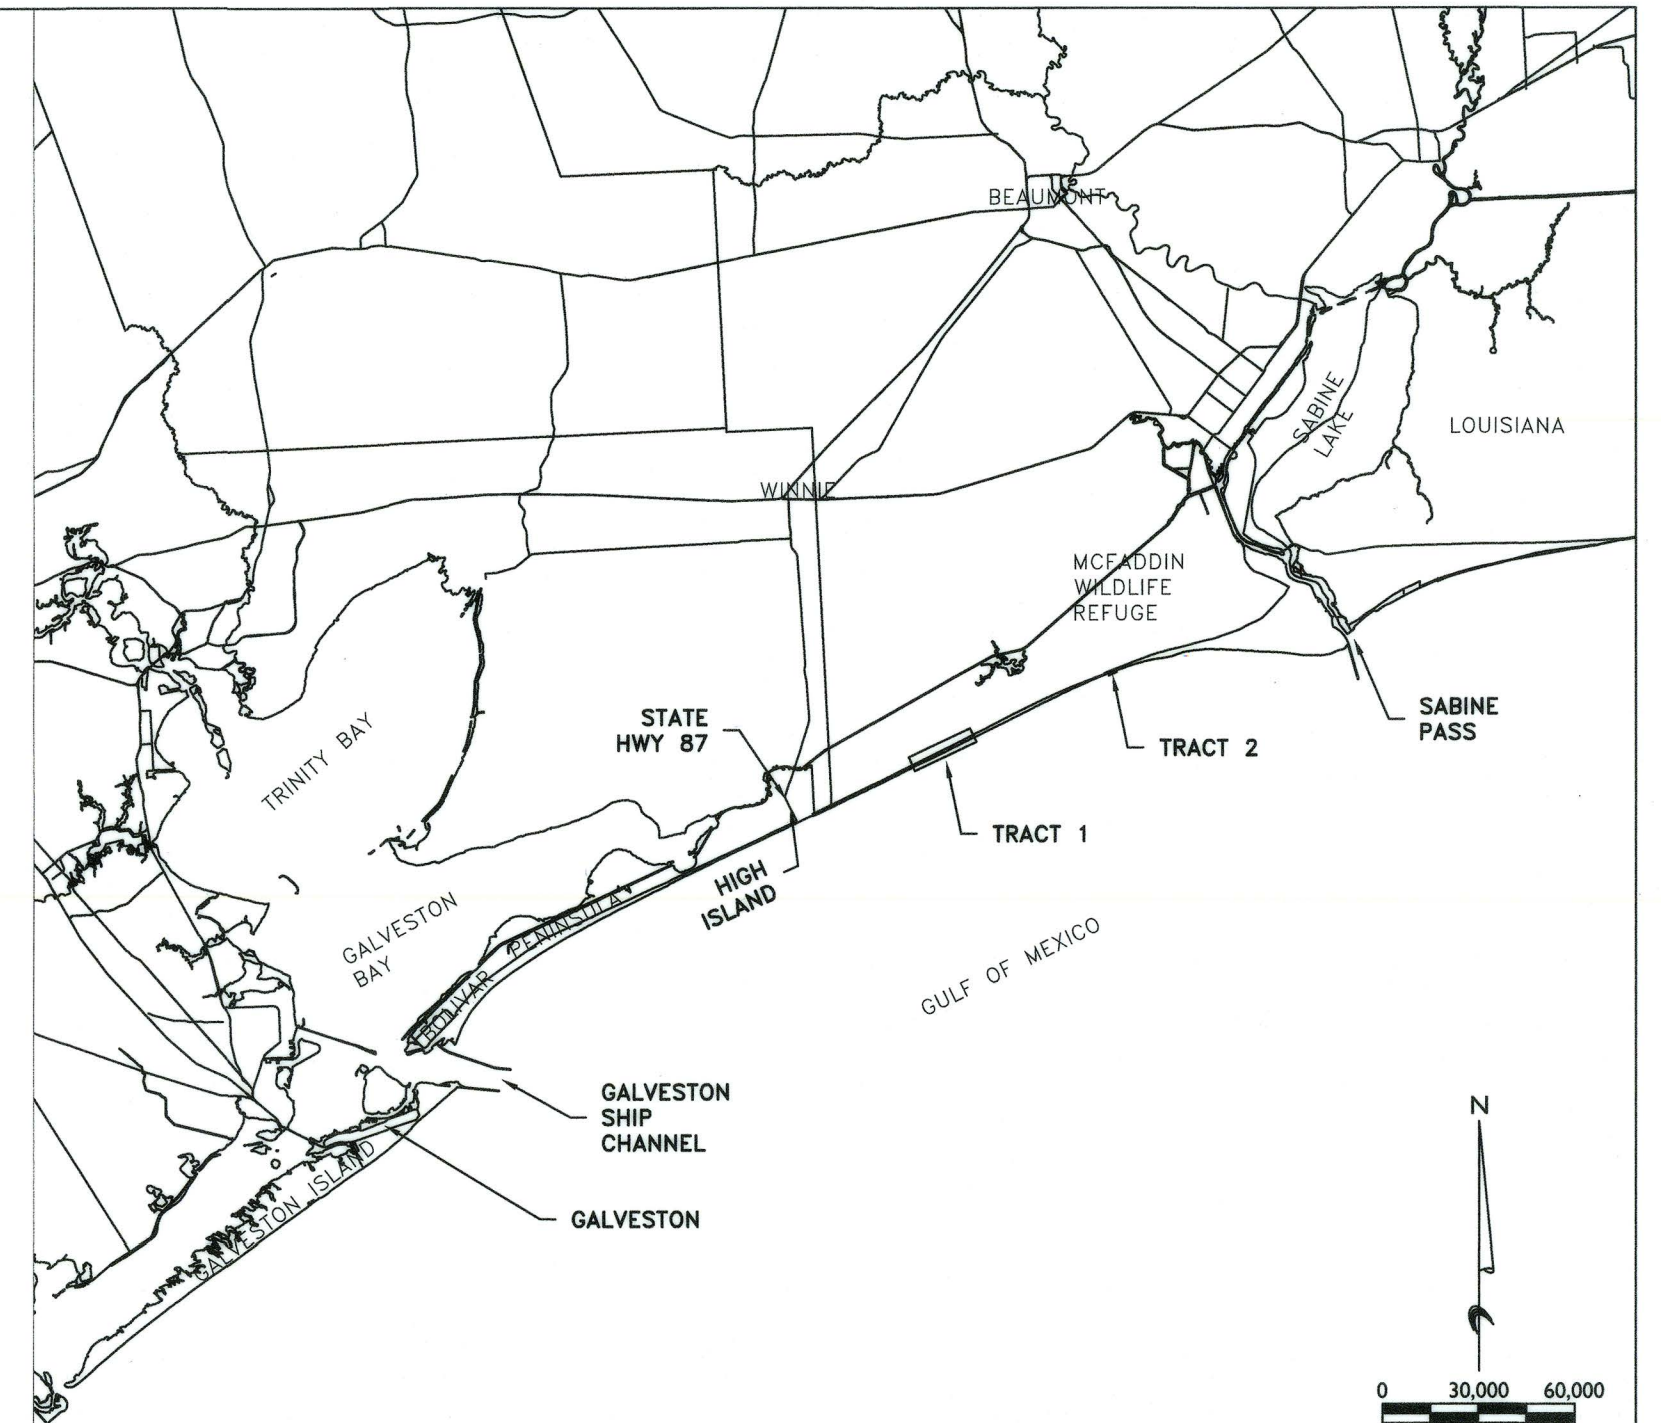 BEAUMONT
SABINE
LAKE
LOUISIANA
WINNIE
MCFADDIN
WILDLIFE
REFUGE
STATE
HWY 87
SABINE
PASS
TRINITY BAY
TRACT 2
TRACT 1
HIGH
ISLAND
GALVESTON
BAY
BOLIVAR PENINSULA
GULF OF MEXICO
GALVESTON
SHIP
CHANNEL
N
GALVESTON ISLAND
GALVESTON
0 30,000 60,000